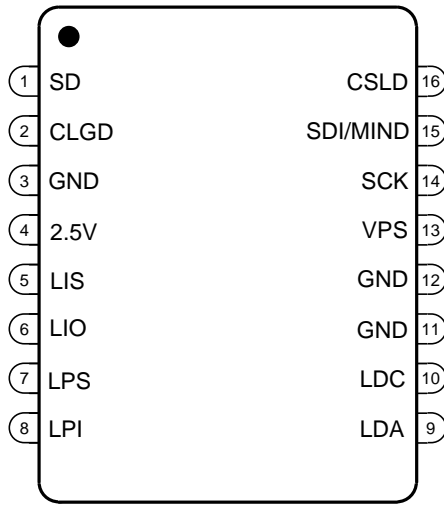 1 SD CSLD 16
2 CLGD SDI/MIND 15
3 GND SCK 14
4 2.5V VPS 13
5 LIS GND 12
6 LIO GND 11
7 LPS LDC 10
8 LPI LDA 9